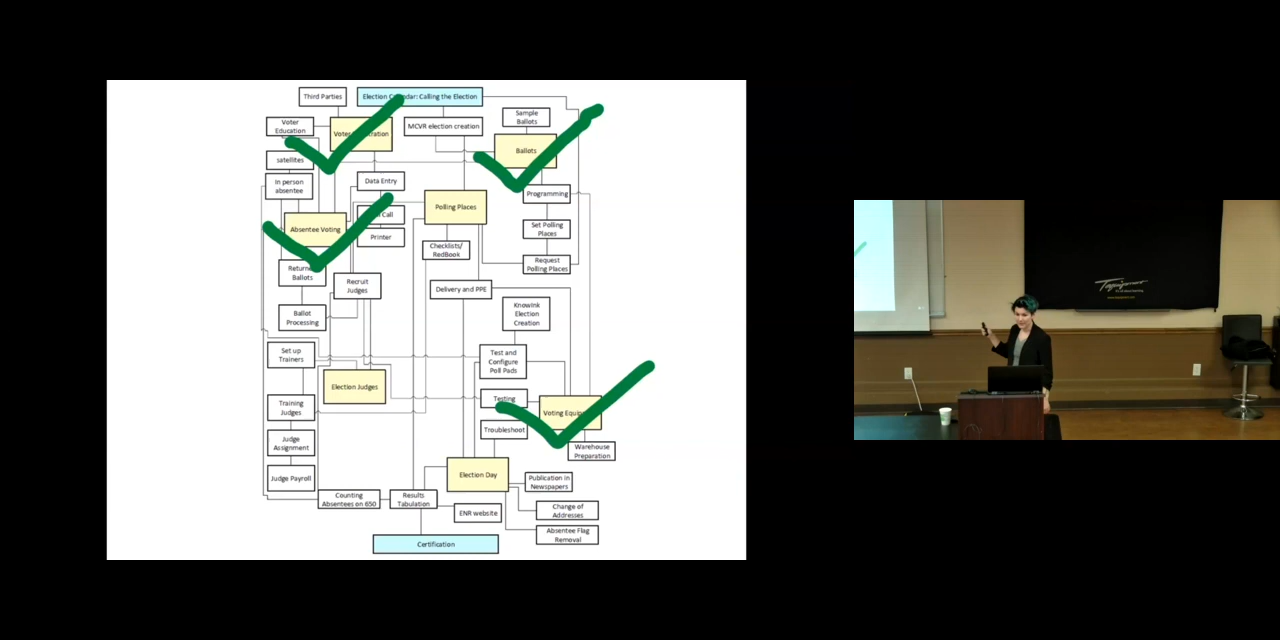 Third Parties
Election Calendar: Calling the Election
Voter
Education
MCVR election creation
Sample
Ballots
Ballots
satellites
In person
absentee
Data Entry
Programming
Call
Polling Places
Absentee Voting
Printer
Set Polling
Places
Checklists/
RedBook
Request
Polling Places
Ballots
Recruit
Judges
Delivery and PPE
Ballot
Processing
KnowInk
Election
Creation
Set up
Trainers
Test and
Configure
Poll Pads
Election Judges
Training
Judges
Testing
Voting
Troubleshoot
Judge
Assignment
Warehouse
Preparation
Judge Payroll
Election Day
Publication in
Newspapers
Counting
Absentees on 650
Results
Tabulation
ENR website
Change of
Addresses
Absentee Flag
Removal
Certification